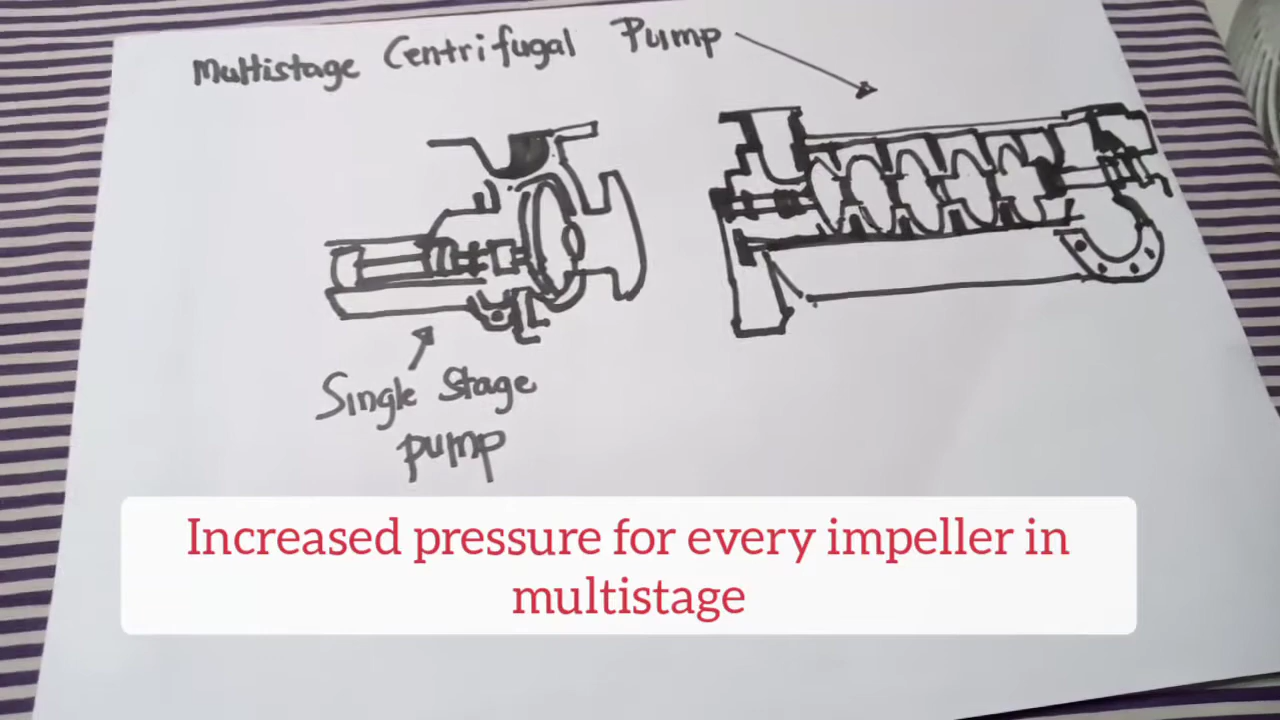 Multistage Centrifugal Pump
Single Stage
pump
Increased pressure for every impeller in
multistage